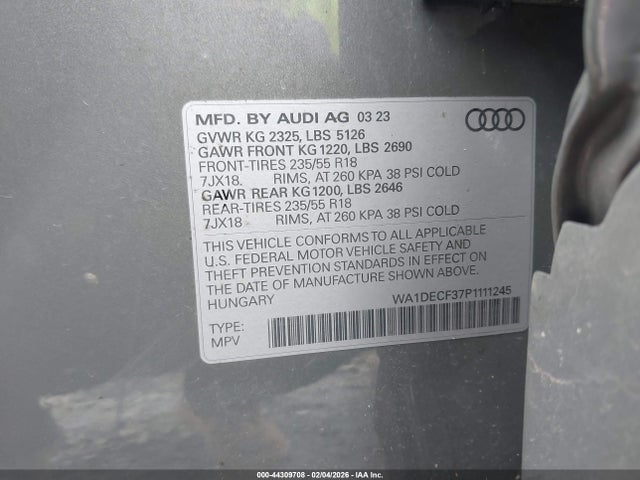 MFD. BY AUDI AG 03 23
GVWR KG 2325, LBS 5126
GAWR FRONT KG 1220, LBS 2690
FRONT-TIRES 235/55 R18
7JX18. RIMS, AT 260 KPA 38 PSI COLD
GAWR REAR KG 1200, LBS 2646
REAR-TIRES 235/55 R18
7JX18 RIMS, AT 260 KPA 38 PSI COLD
THIS VEHICLE CONFORMS TO ALL APPLICABLE
U.S. FEDERAL MOTOR VEHICLE SAFETY AND
THEFT PREVENTION STANDARDS IN EFFECT ON
THE DATE OF MANUFACTURE SHOWN ABOVE.
HUNGARY
WA1DECF37P1111245
TYPE:
MPV
000-44309708 - 02/04/2026 - IAA Inc.